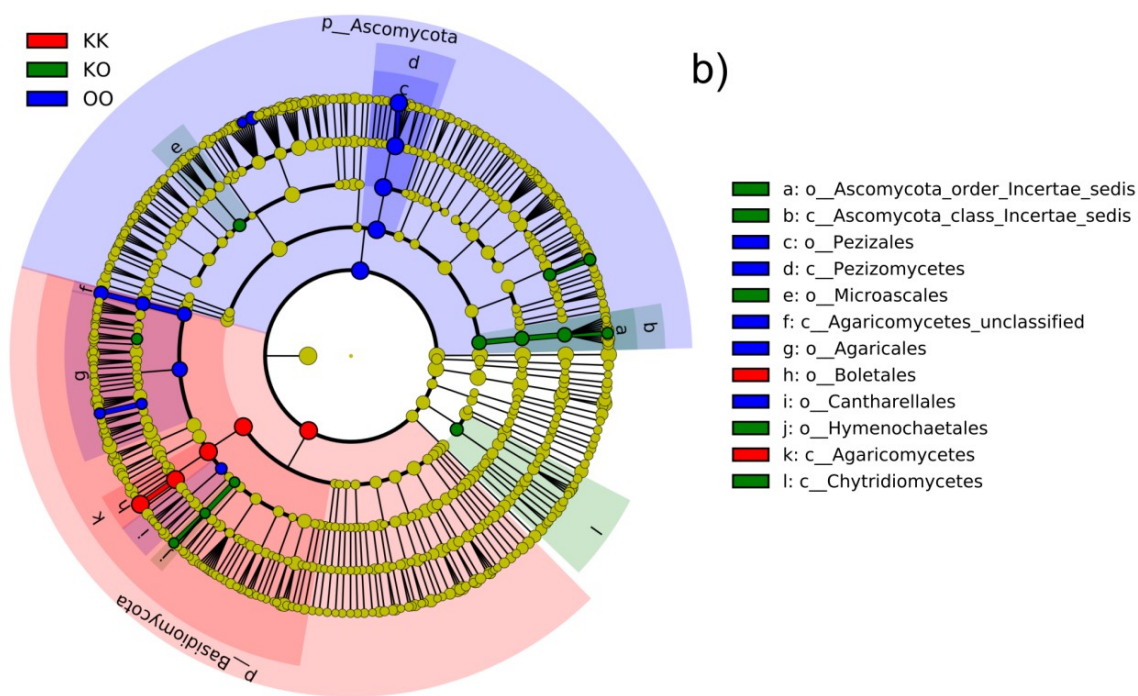 KK
KO
OO
p__Ascomycota
d
c
e
b
a
f
g
h
i
j
k
l
p__Basidiomycota
b)
a: o__Ascomycota_order_Incertae_sedis
b: c__Ascomycota_class_Incertae_sedis
c: o__Pezizales
d: c__Pezizomycetes
e: o__Microascales
f: c__Agaricomycetes_unclassified
g: o__Agaricales
h: o__Boletales
i: o__Cantharellales
j: o__Hymenochaetales
k: c__Agaricomycetes
l: c__Chytridiomycetes